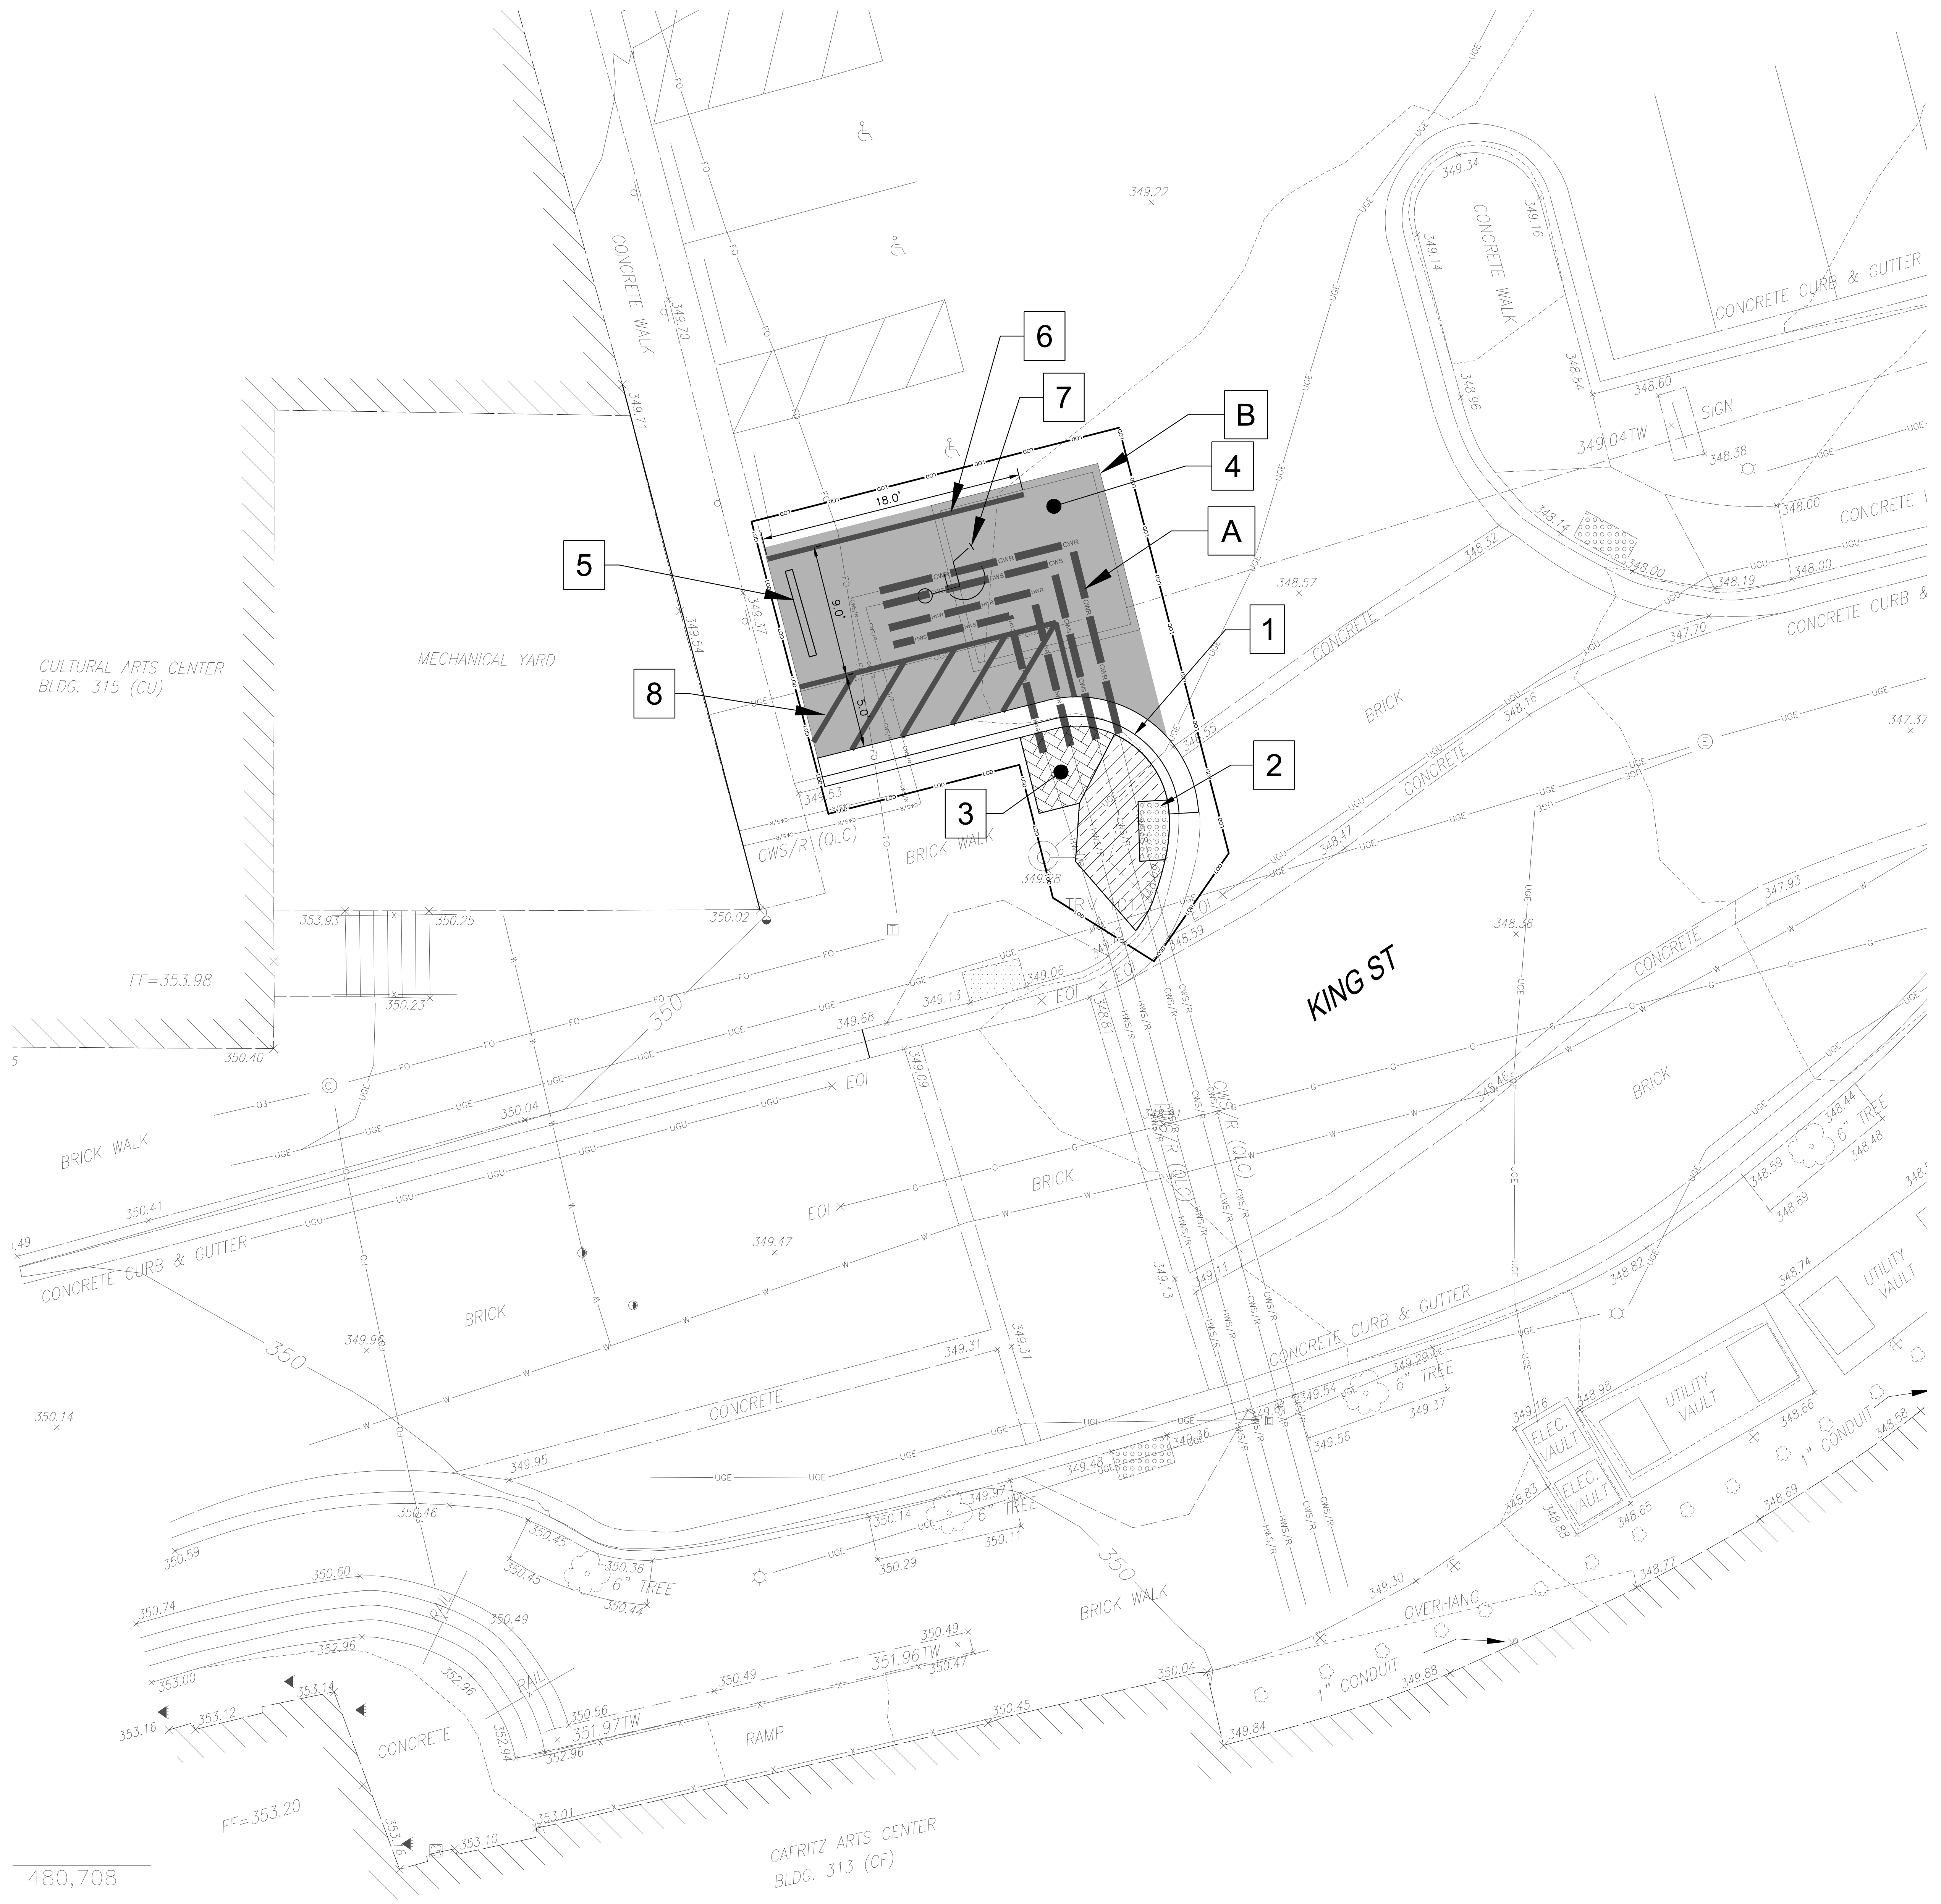 349.22
349.34
349.16
349.14
CONCRETE WALK
348.84
348.96
CONCRETE CURB & GUTTER
348.60
SIGN
349.04TW
348.38
CONCRETE WALK
349.70
349.71
6
7
B
4
A
5
1
8
2
3
18.0'
9.0'
5.0'
LOD
CWR
CWS
HWR
HWS
FO
UGE
UGU
CWS/R
HWS/R
G
W
349.37
349.54
348.57
348.32
348.14
348.00
348.19
348.00
348.00
347.70
CONCRETE CURB &
CONCRETE
BRICK
348.16
347.37
E
CULTURAL ARTS CENTER
BLDG. 315 (CU)
MECHANICAL YARD
349.53
CWS/R (QLC)
BRICK WALK
349.28
348.55
348.47
CONCRETE
353.93
350.25
350.02
T
FF=353.98
350.23
350
349.68
349.13
349.06
EOI
EOI
EOI
348.59
348.81
KING ST
348.36
347.93
CONCRETE
350.40
C
350.04
349.09
EOI
BRICK WALK
350.41
BRICK
EOI
348.46
CWS/R (QLC)
HWS/R (QLC)
BRICK
348.44
6" TREE
348.48
348.59
348.69
CONCRETE CURB & GUTTER
349.47
349.13
349.11
348.82
348.74
UTILITY
VAULT
BRICK
349.96
350
349.31
349.31
CONCRETE CURB & GUTTER
CONCRETE
349.29
6" TREE
349.54
349.37
349.56
349.36
349.48
349.16
348.98
ELEC.
VAULT
UTILITY
VAULT
348.66
ELEC.
VAULT
348.83
348.88
348.65
1" CONDUIT
348.58
348.69
348.77
350.14
349.95
350.46
350.59
350.45
350.45
350.36
6" TREE
350.44
350.14
349.97
6" TREE
350.11
350.29
350
350.60
350.74
RAIL
350.49
352.96
353.00
352.96
RAIL
BRICK WALK
349.30
OVERHANG
1" CONDUIT
349.88
350.04
349.84
350.49
351.96TW
350.47
350.49
350.56
351.97TW
350.45
RAMP
353.14
353.12
353.16
CONCRETE
352.94
352.96
353.01
FF=353.20
353.16
353.10
CAFRITZ ARTS CENTER
BLDG. 313 (CF)
480,708